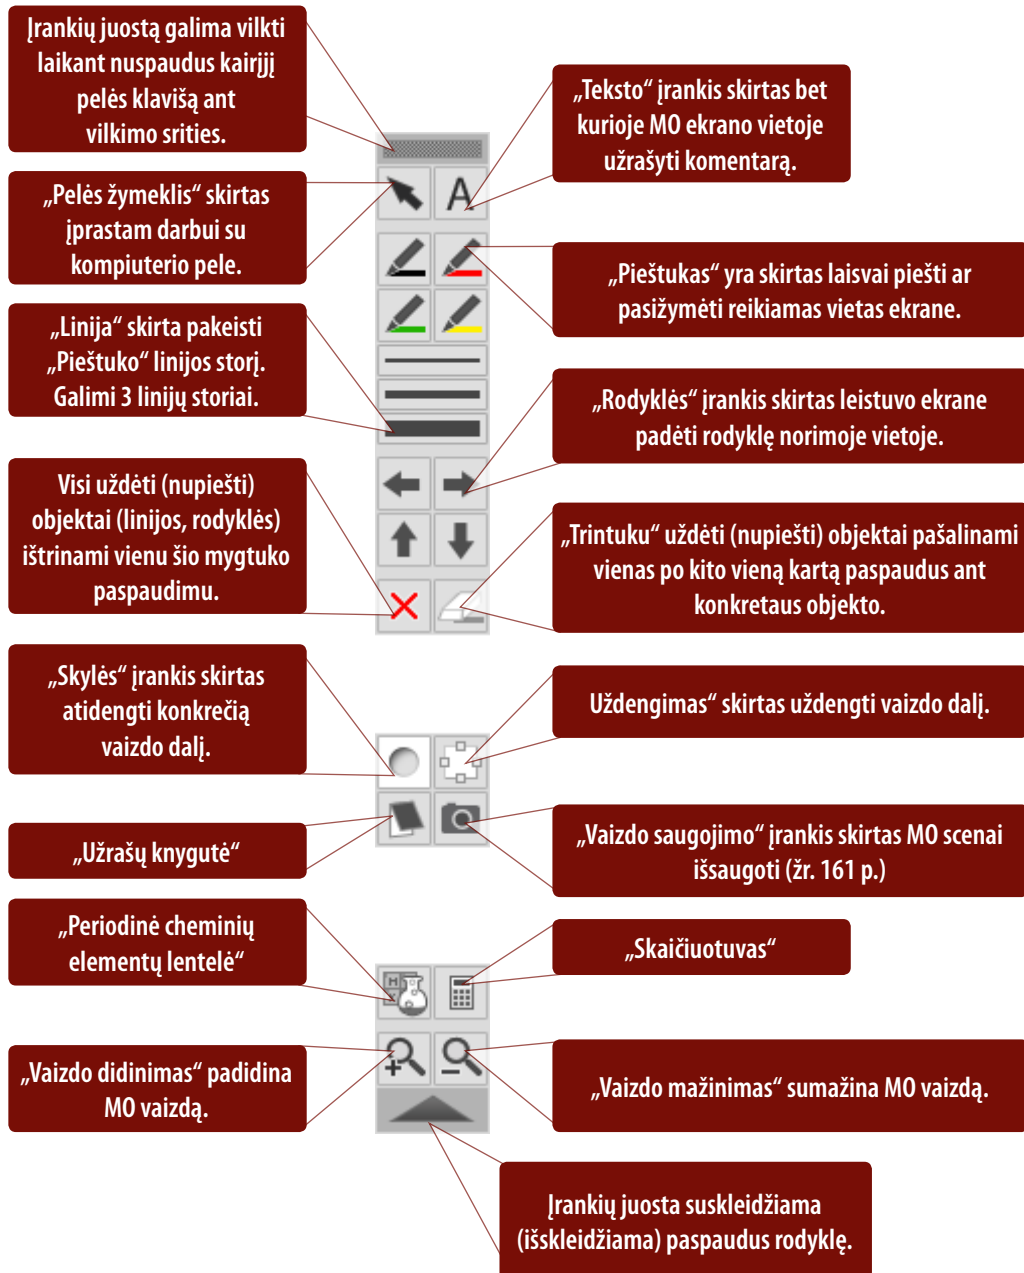 Įrankių juostą galima vilkti
laikant nuspaudus kairįjį
pelės klavišą ant
vilkimo srities.
„Teksto“ įrankis skirtas bet
kurioje MO ekrano vietoje
užrašyti komentarą.
A
„Pelės žymeklis“ skirtas
įprastam darbui su
kompiuterio pele.
„Pieštukas“ yra skirtas laisvai piešti ar
pasižymėti reikiamas vietas ekrane.
„Linija“ skirta pakeisti
„Pieštuko“ linijos storį.
Galimi 3 linijų storiai.
„Rodyklės“ įrankis skirtas leistuvo ekrane
padėti rodyklę norimoje vietoje.
Visi uždėti (nupiešti)
objektai (linijos, rodyklės)
ištrinami vienu šio mygtuko
paspaudimu.
„Trintuku“ uždėti (nupiešti) objektai pašalinami
vienas po kito vieną kartą paspaudus ant
konkretaus objekto.
„Skylės“ įrankis skirtas
atidengti konkrečią
vaizdo dalį.
Uždengimas“ skirtas uždengti vaizdo dalį.
„Užrašų knygutė“
„Vaizdo saugojimo“ įrankis skirtas MO scenai
išsaugoti (žr. 161 p.)
„Periodinė cheminių
elementų lentelė“
H
„Skaičiuotuvas“
„Vaizdo didinimas“ padidina
MO vaizdą.
„Vaizdo mažinimas“ sumažina MO vaizdą.
Įrankių juosta suskleidžiama
(išskleidžiama) paspaudus rodyklę.